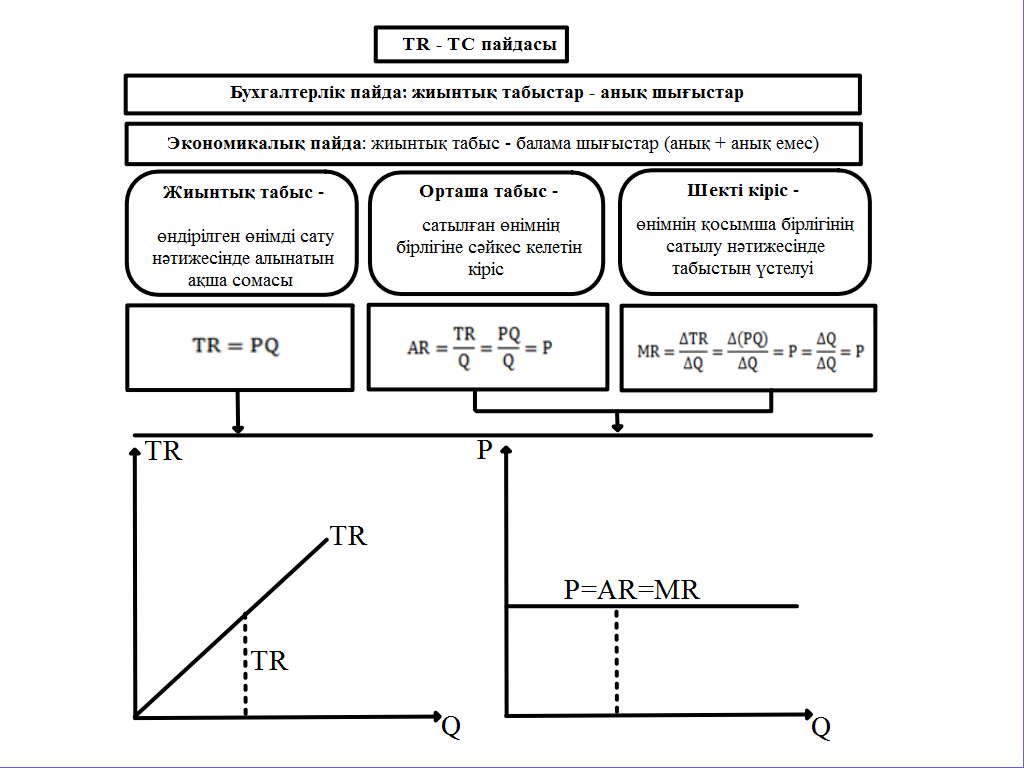 TR - TC пайдасы
Бухгалтерлік пайда: жиынтық табыстар - анық шығыстар
Экономикалық пайда: жиынтық табыс - балама шығыстар (анық + анық емес)
Жиынтық табыс -
өндірілген өнімді сату
нәтижесінде алынатын
ақша сомасы
Орташа табыс -
сатылған өнімнің
бірлігіне сәйкес келетін
кіріс
Шекті кіріс -
өнімнің қосымша бірлігінің
сатылу нәтижесінде
табыстың үстелуі
TR = PQ
AR = TR/Q = PQ/Q = P
MR = ΔTR/ΔQ = Δ(PQ)/ΔQ = P = ΔQ/ΔQ = P
TR
TR
TR
Q
P
P=AR=MR
Q